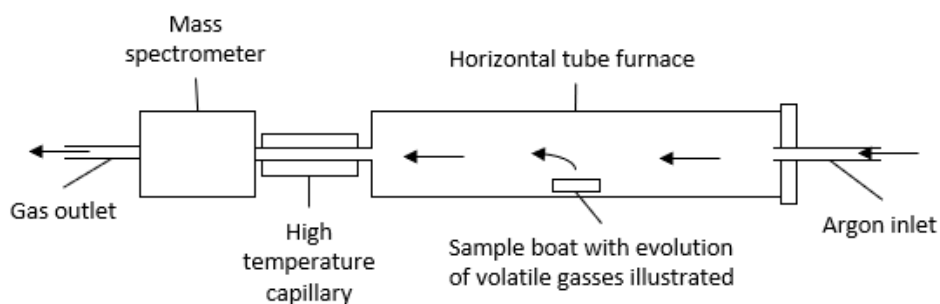 Mass
spectrometer
Horizontal tube furnace
Gas outlet
High
temperature
capillary
Sample boat with evolution
of volatile gasses illustrated
Argon inlet